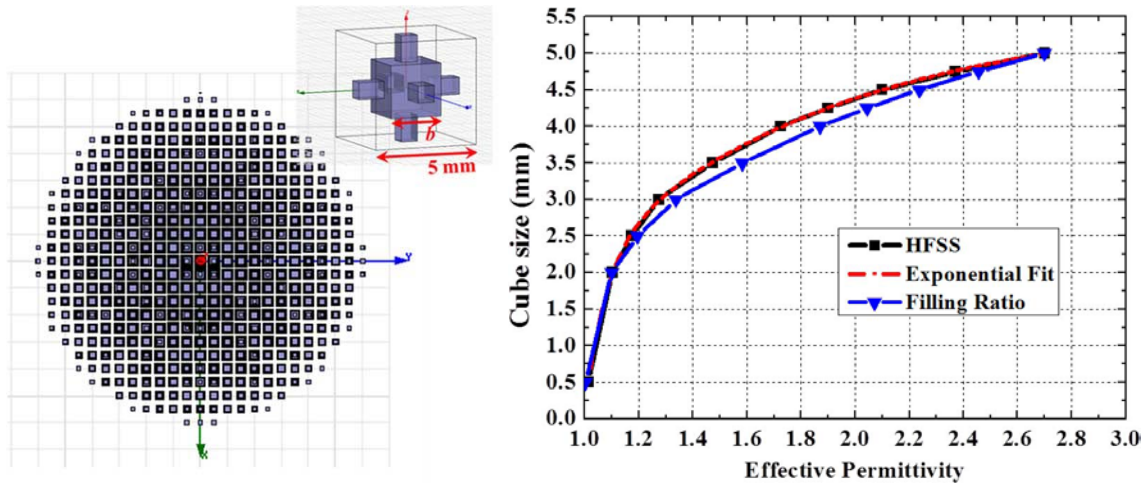 b
5 mm
Y
X
Cube size (mm)
5.5
5.0
4.5
4.0
3.5
3.0
2.5
2.0
1.5
1.0
0.5
0.0
HFSS
Exponential Fit
Filling Ratio
1.0 1.2 1.4 1.6 1.8 2.0 2.2 2.4 2.6 2.8 3.0
Effective Permittivity